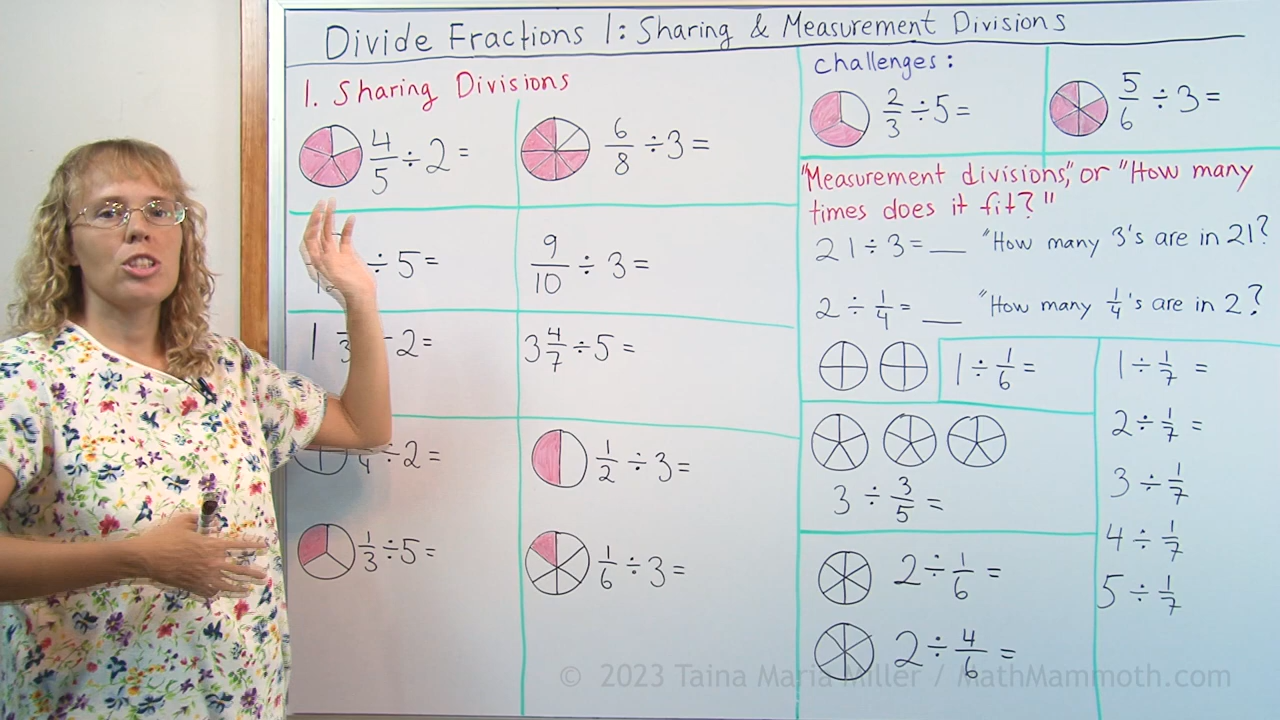 Divide Fractions 1: Sharing & Measurement Divisions
1. Sharing Divisions
4/5 ÷ 2 =
6/8 ÷ 3 =
÷ 5 =
9/10 ÷ 3 =
1 ÷ 2 =
3 4/7 ÷ 5 =
÷ 2 =
1/2 ÷ 3 =
1/3 ÷ 5 =
1/6 ÷ 3 =
Challenges:
2/3 ÷ 5 =
5/6 ÷ 3 =
"Measurement divisions," or "How many
times does it fit?"
21 ÷ 3 = __ "How many 3's are in 21?
2 ÷ 1/4 = __ "How many 1/4's are in 2?
1 ÷ 1/6 =
3 ÷ 3/5 =
2 ÷ 1/6 =
2 ÷ 4/6 =
1 ÷ 1/7 =
2 ÷ 1/7 =
3 ÷ 1/7
4 ÷ 1/7
5 ÷ 1/7
© 2023 Taina Maria Miller / MathMammoth.com